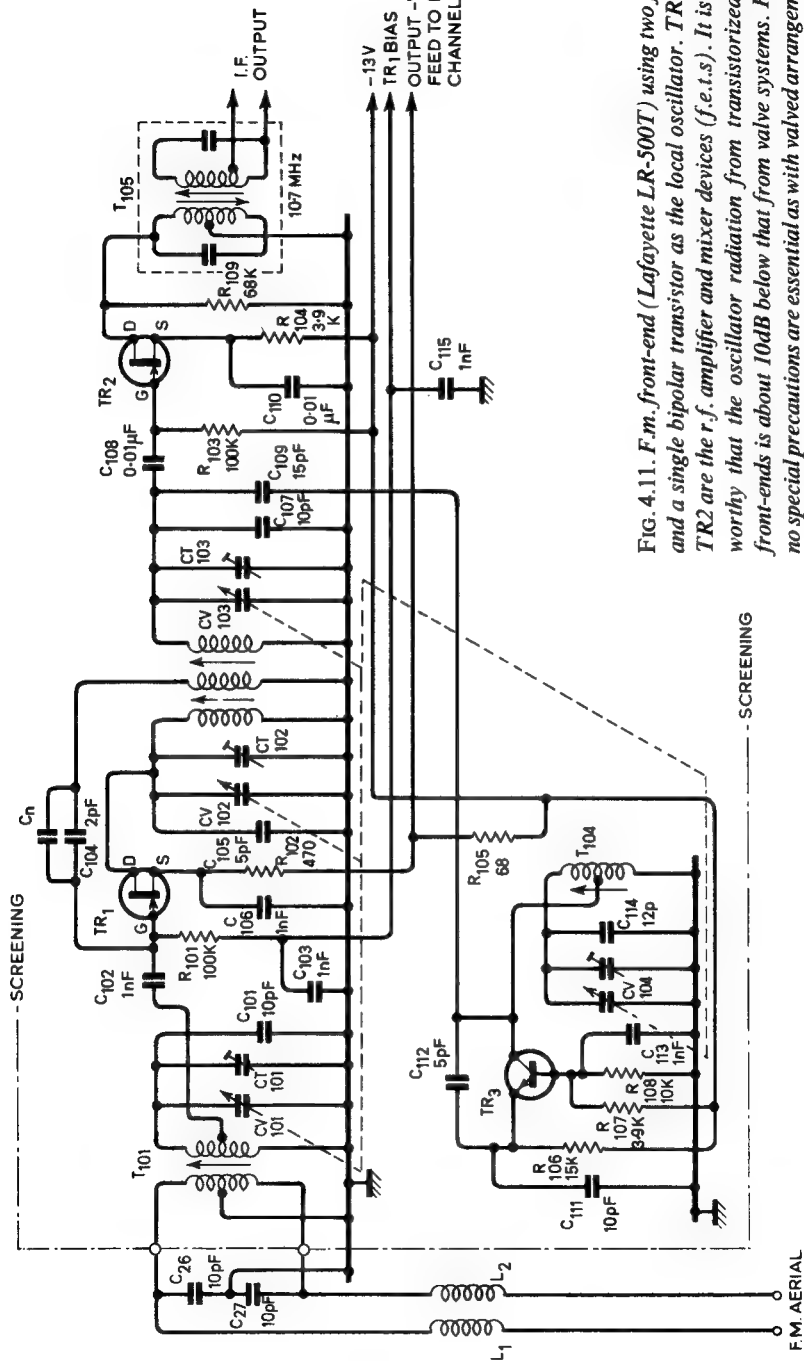 SCREENING
SCREENING
F.M. AERIAL
L1
L2
C26
10pF
C27
10pF
T101
CV
101
CT
101
C101
10pF
C102
1nF
R101
100K
C103
1nF
TR1
G
D
S
C
106
1nF
R102
470
Cn
C104
2pF
C105
5pF
CV
102
CT
102
CV
103
CT
103
C107
10pF
C109
15pF
C108
0·01µF
R103
100K
TR2
G
D
S
C110
0·01
µF
R
104
3·9
K
R109
68K
T105
10·7 MHz
I.F.
OUTPUT
-13V
TR1 BIAS
OUTPUT -
FEED TO
CHANNEL
C115
1nF
R105
68
C112
5pF
TR3
C111
10pF
R
106
15K
R
107
3·9K
R
108
10K
C
113
1nF
CV
104
C114
12p
T104
FIG. 4.11. F.m. front-end (Lafayette LR-500T) using two
and a single bipolar transistor as the local oscillator. TR
TR2 are the r.f. amplifier and mixer devices (f.e.t.s). It is
worthy that the oscillator radiation from transistorized
front-ends is about 10dB below that from valve systems.
no special precautions are essential as with valved arrangem